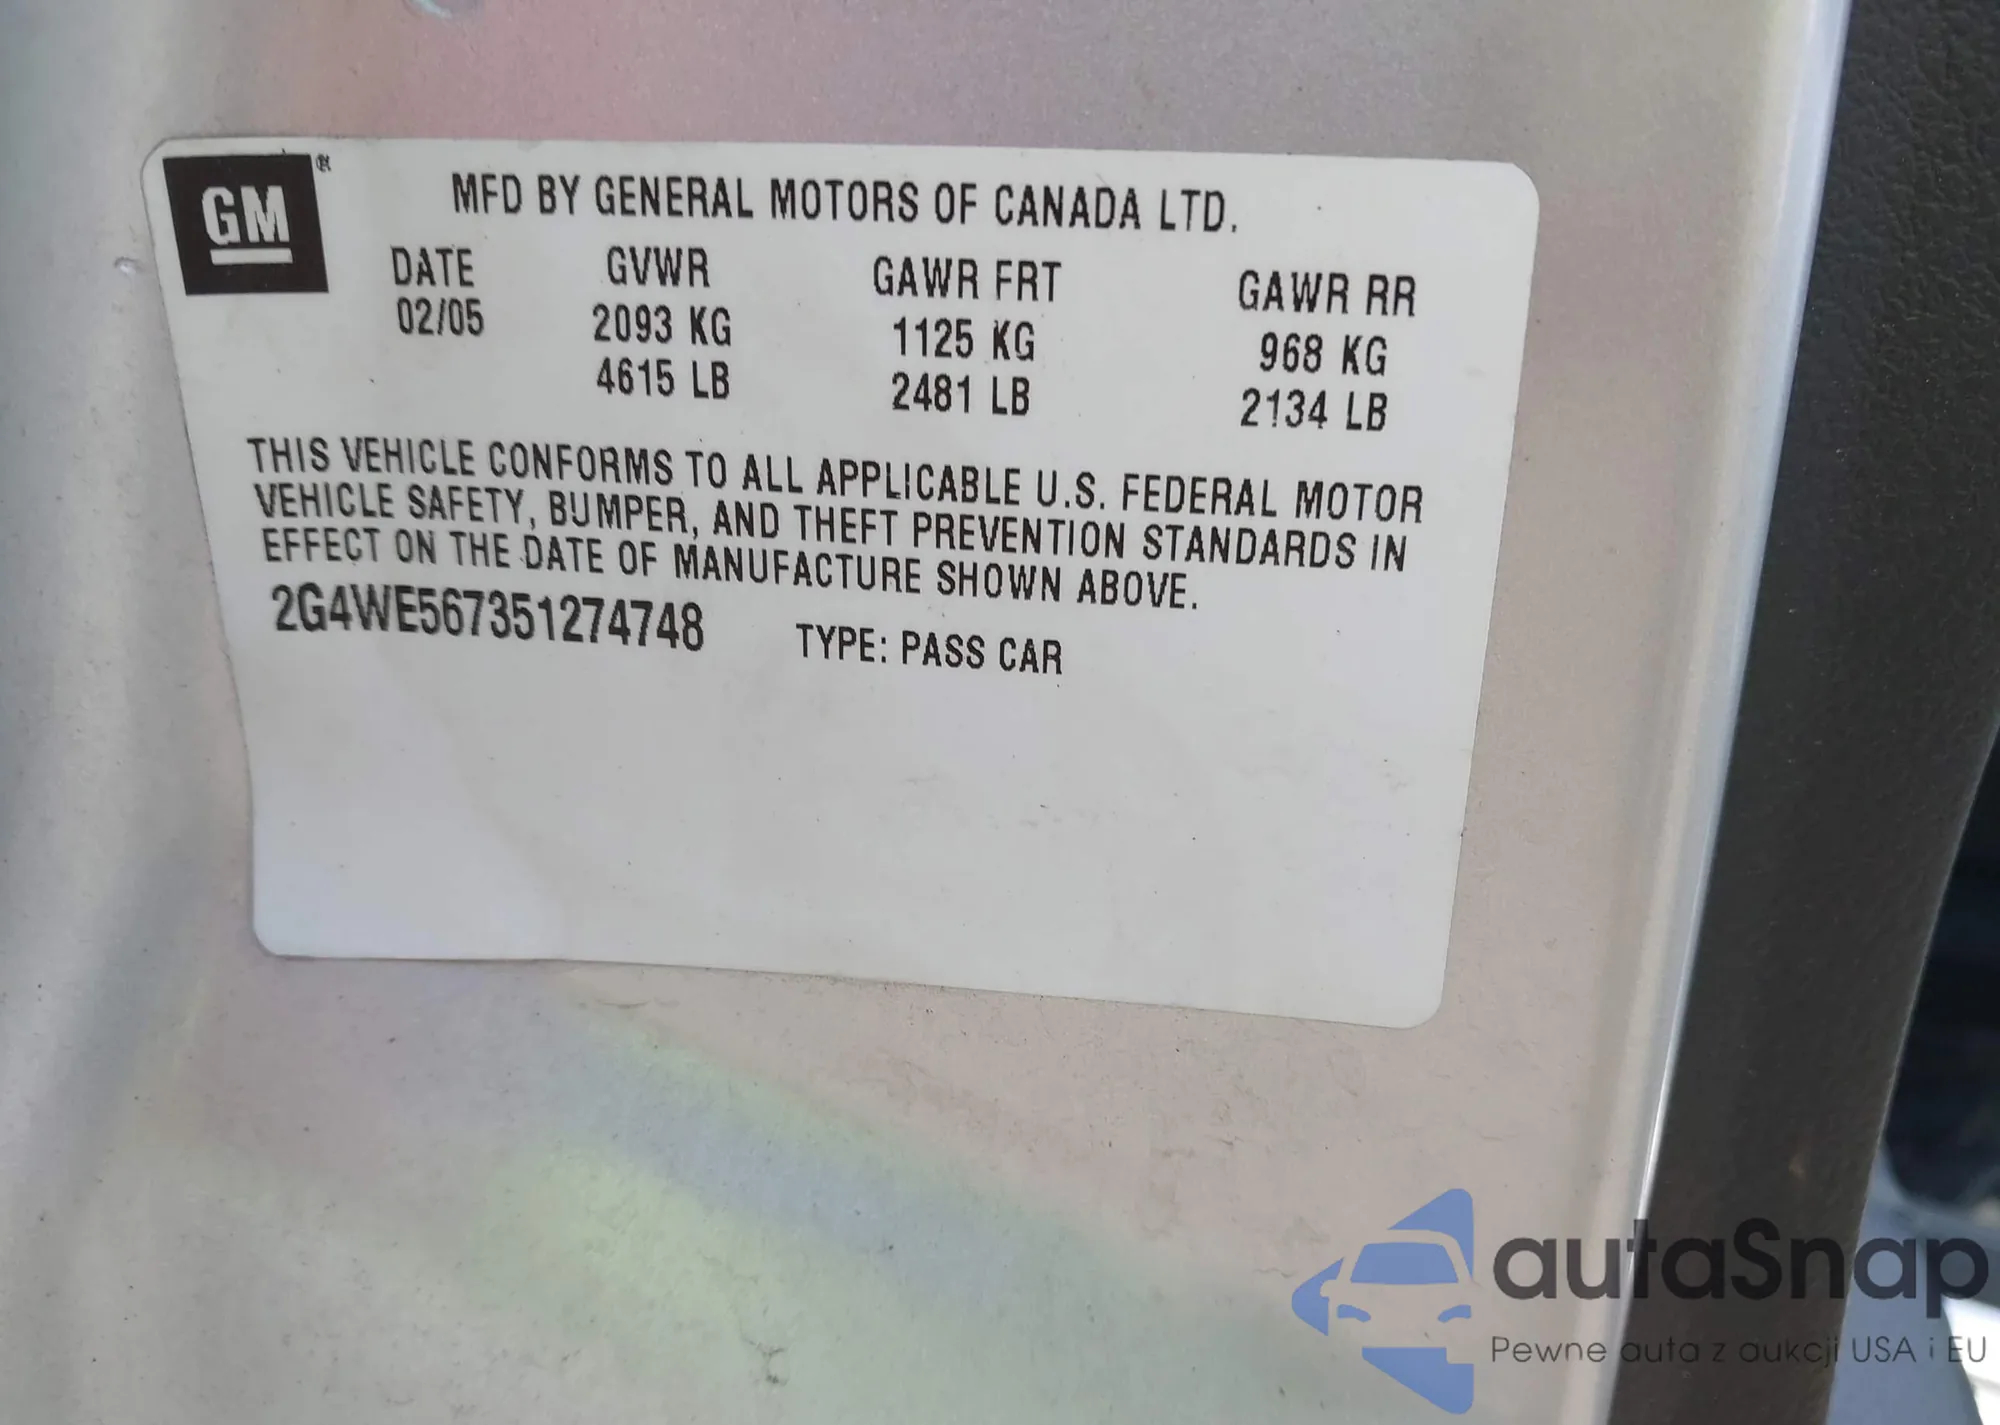 GM ®
MFD BY GENERAL MOTORS OF CANADA LTD.
DATE GVWR GAWR FRT GAWR RR
02/05 2093 KG 1125 KG 968 KG
4615 LB 2481 LB 2134 LB
THIS VEHICLE CONFORMS TO ALL APPLICABLE U.S. FEDERAL MOTOR
VEHICLE SAFETY, BUMPER, AND THEFT PREVENTION STANDARDS IN
EFFECT ON THE DATE OF MANUFACTURE SHOWN ABOVE.
2G4WE567351274748 TYPE: PASS CAR
autaSnap
Pewne auta z aukcji USA i EU